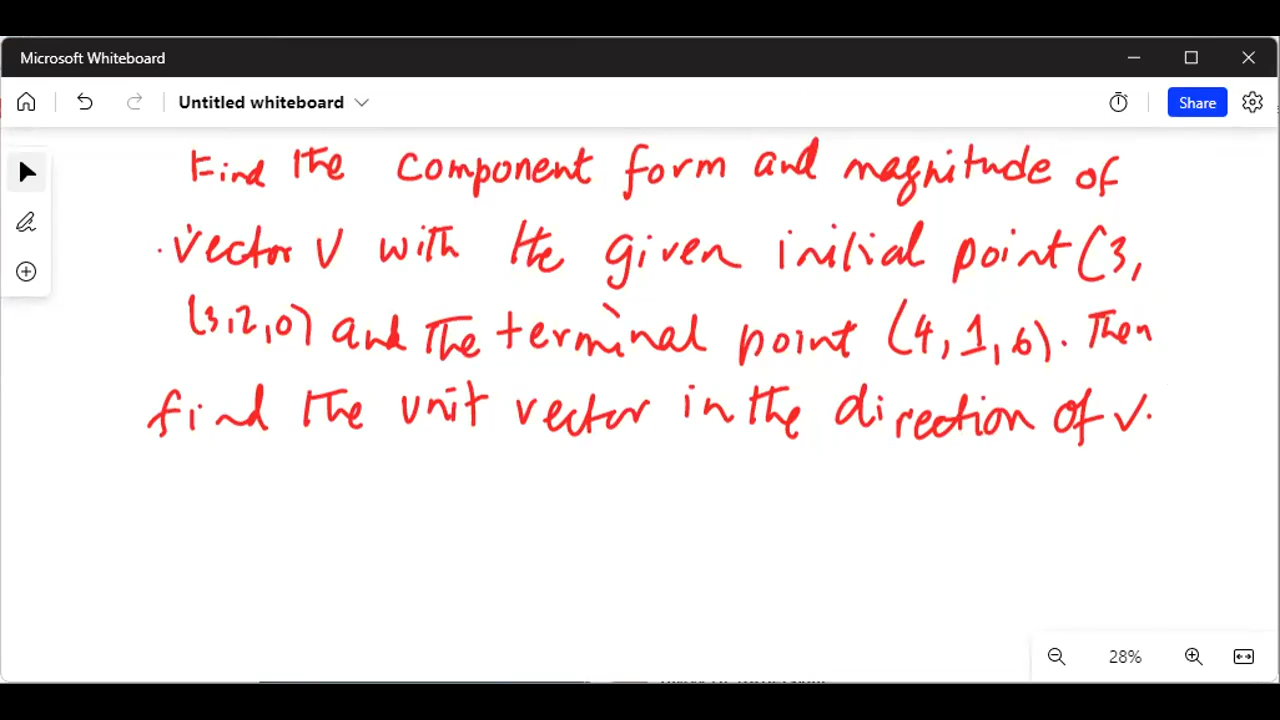 Microsoft Whiteboard
Untitled whiteboard
Share
Find the component form and magnitude of
vector v with the given initial point (3,
(3,2,0) and the terminal point (4,1,6). Then
find the unit vector in the direction of v.
28%